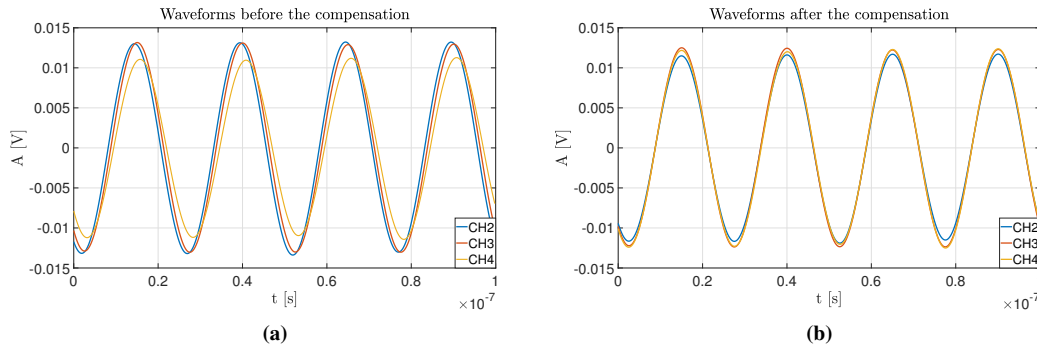 Waveforms before the compensation
0.015
0.01
0.005
0
-0.005
-0.01
-0.015
A [V]
CH2
CH3
CH4
0 0.2 0.4 0.6 0.8 1
t [s]
×10-7
(a)
Waveforms after the compensation
0.015
0.01
0.005
0
-0.005
-0.01
-0.015
A [V]
CH2
CH3
CH4
0 0.2 0.4 0.6 0.8
t [s]
×10-7
(b)